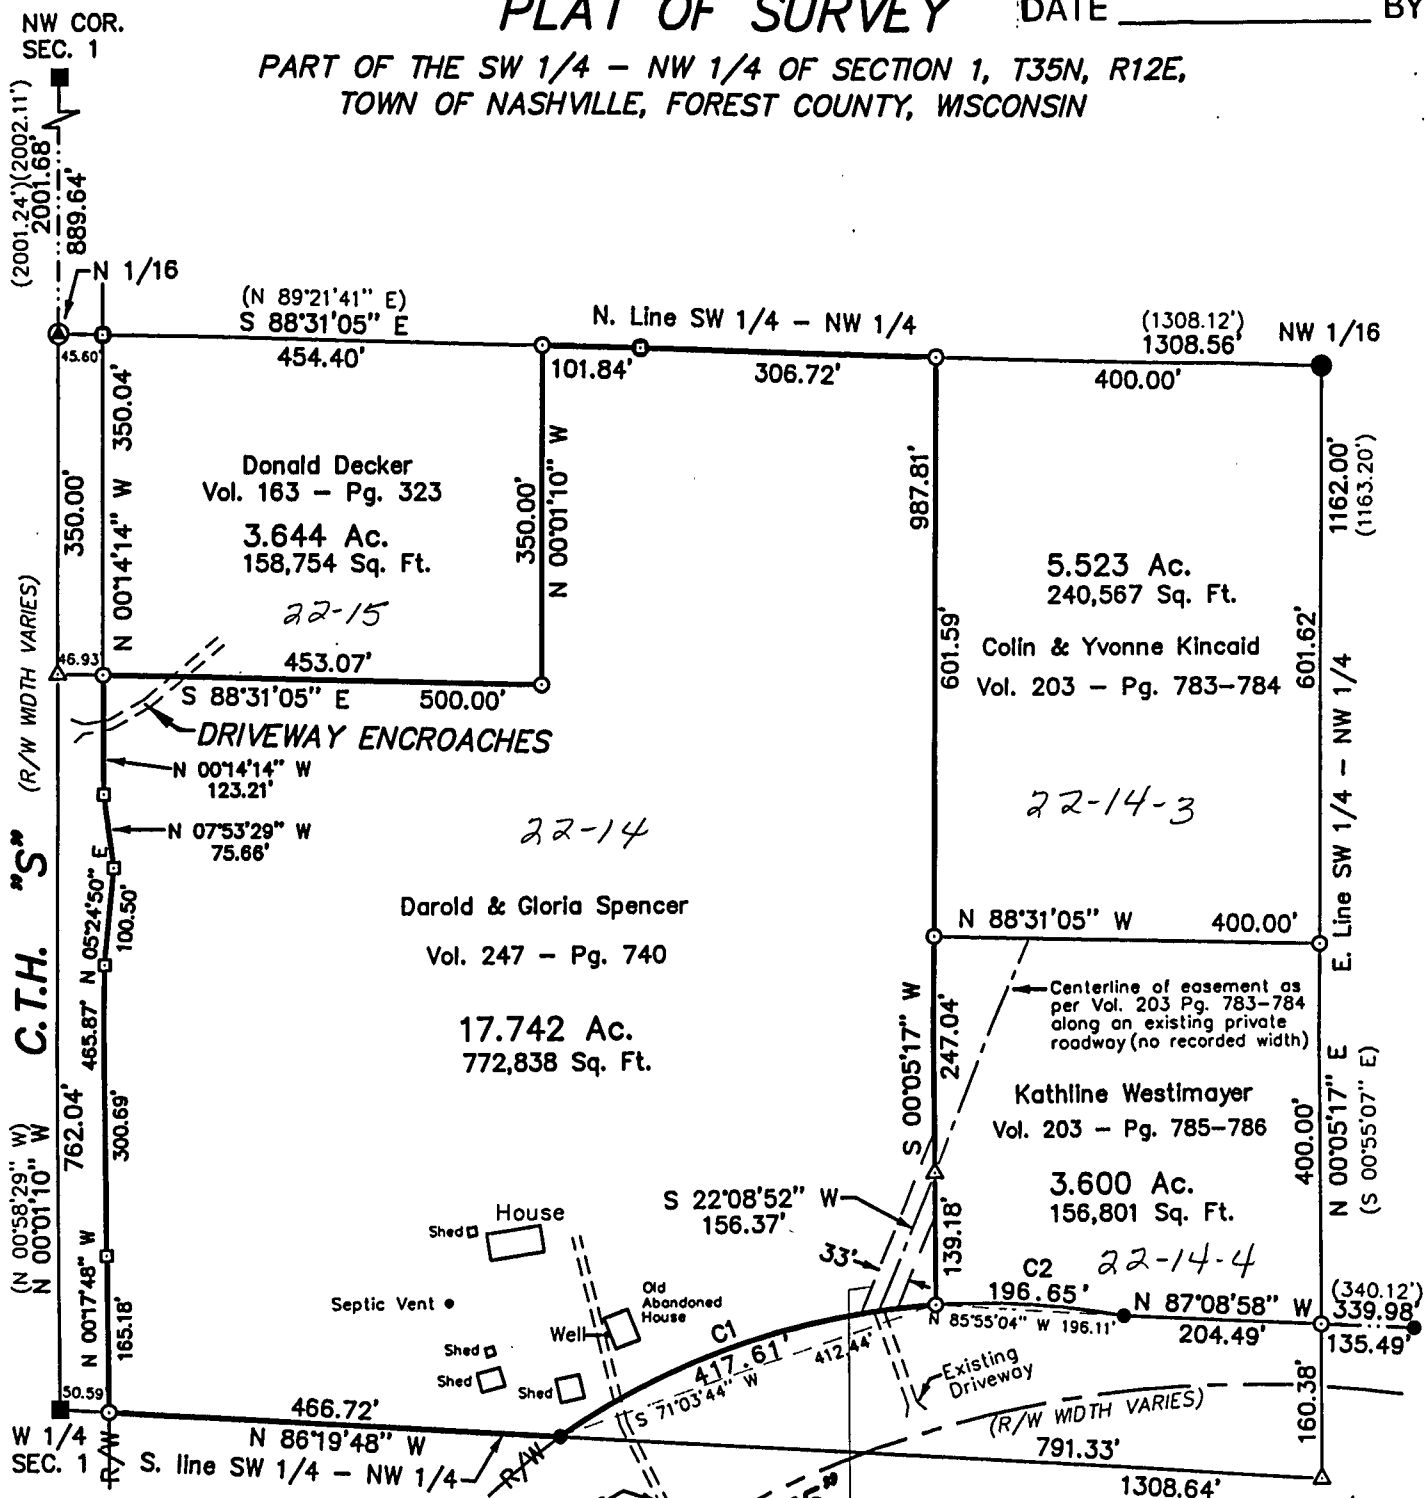 PLAT OF SURVEY
DATE
BY
NW COR.
SEC. 1
PART OF THE SW 1/4 – NW 1/4 OF SECTION 1, T35N, R12E,
TOWN OF NASHVILLE, FOREST COUNTY, WISCONSIN
(2001.24')(2002.11')
2001.68'
889.64'
N 1/16
(N 89°21'41" E)
S 88°31'05" E
454.40'
N. Line SW 1/4 – NW 1/4
101.84'
306.72'
(1308.12')
1308.56'
400.00'
NW 1/16
45.60'
350.00'
N 00°14'14" W 350.04'
Donald Decker
Vol. 163 – Pg. 323
3.644 Ac.
158,754 Sq. Ft.
22-15
350.00'
N 00°01'10" W
987.81'
601.59'
5.523 Ac.
240,567 Sq. Ft.
Colin & Yvonne Kincaid
Vol. 203 – Pg. 783–784
22-14-3
601.62'
1162.00'
(1163.20')
E. Line SW 1/4 – NW 1/4
46.93'
453.07'
S 88°31'05" E 500.00'
(R/W WIDTH VARIES)
DRIVEWAY ENCROACHES
N 00°14'14" W
123.21'
N 07°53'29" W
75.66'
N 05°24'50" E
100.50'
C.T.H. "S"
22-14
Darold & Gloria Spencer
Vol. 247 – Pg. 740
17.742 Ac.
772,838 Sq. Ft.
N 88°31'05" W 400.00'
Centerline of easement as
per Vol. 203 Pg. 783–784
along an existing private
roadway (no recorded width)
S 00°05'17" W 247.04'
Kathline Westimayer
Vol. 203 – Pg. 785–786
3.600 Ac.
156,801 Sq. Ft.
22-14-4
400.00'
N 00°05'17" E
(S 00°55'07" E)
465.87'
300.69'
762.04'
(N 00°58'29" W)
N 00°01'10" W
N 00°17'48" W
165.18'
S 22°08'52" W
156.37'
33'
139.18'
House
Shed
Septic Vent
Old
Abandoned
House
Well
Shed
Shed
Shed
C1
417.61'
S 71°03'44" W
412.44'
C2
196.65'
N 85°55'04" W 196.11'
N 87°08'58" W
204.49'
(340.12')
339.98'
135.49'
Existing
Driveway
160.38'
(R/W WIDTH VARIES)
50.59'
466.72'
N 86°19'48" W
791.33'
1308.64'
W 1/4
SEC. 1
R/W
S. line SW 1/4 – NW 1/4
R/W